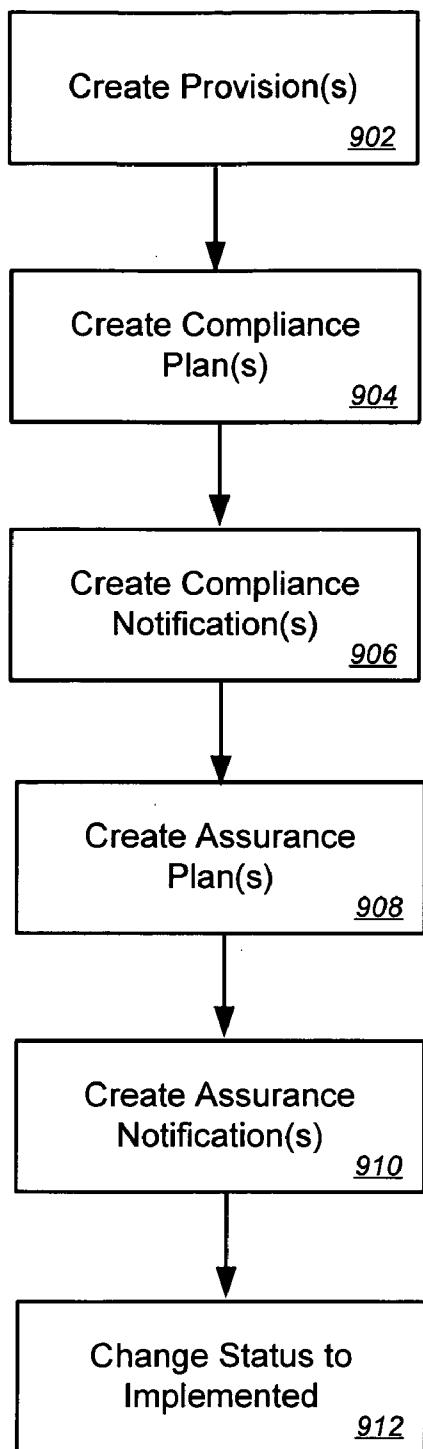 Create Provision(s)
902
Create Compliance
Plan(s)
904
Create Compliance
Notification(s)
906
Create Assurance
Plan(s)
908
Create Assurance
Notification(s)
910
Change Status to
Implemented
912